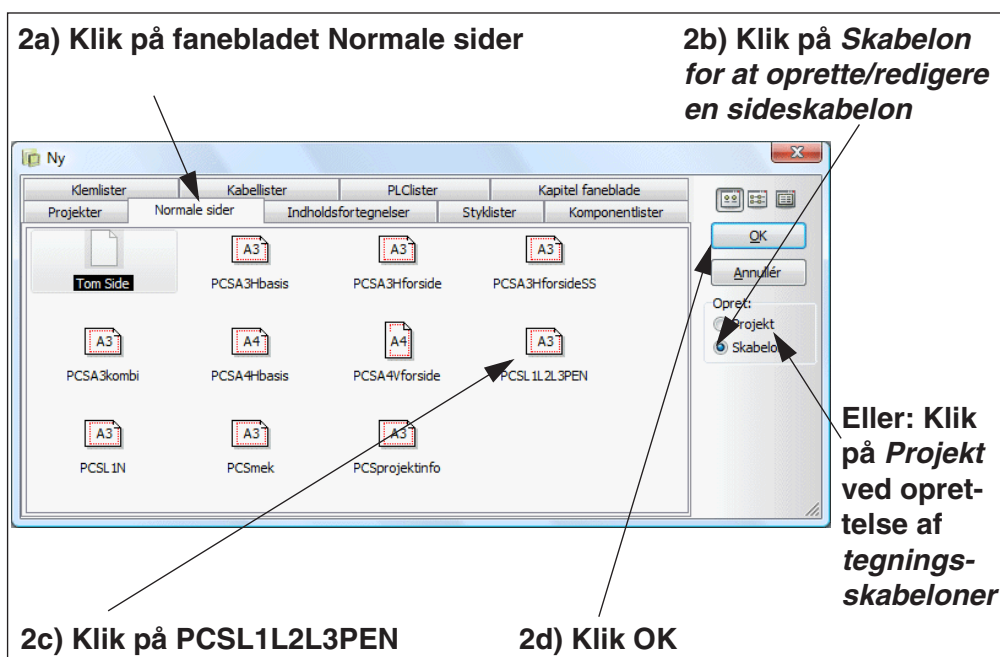 2a) Klik på fanebladet Normale sider
2b) Klik på Skabelon
for at oprette/redigere
en sideskabelon
Ny
Klemlister Kabellister PLClister Kapitel faneblade
Projekter Normale sider Indholdsfortegnelser Styklister Komponentlister
Tom Side
A3 PCSA3Hbasis
A3 PCSA3Hforside
A3 PCSA3HforsideSS
A3 PCSA3kombi
A4 PCSA4Hbasis
A4 PCSA4Vforside
A3 PCSL1L2L3PEN
A3 PCSL1N
A3 PCSmek
A3 PCSprojektinfo
OK
Annullér
Opret:
Projekt
Skabelon
Eller: Klik
på Projekt
ved opret-
telse af
tegnings-
skabeloner
2c) Klik på PCSL1L2L3PEN
2d) Klik OK